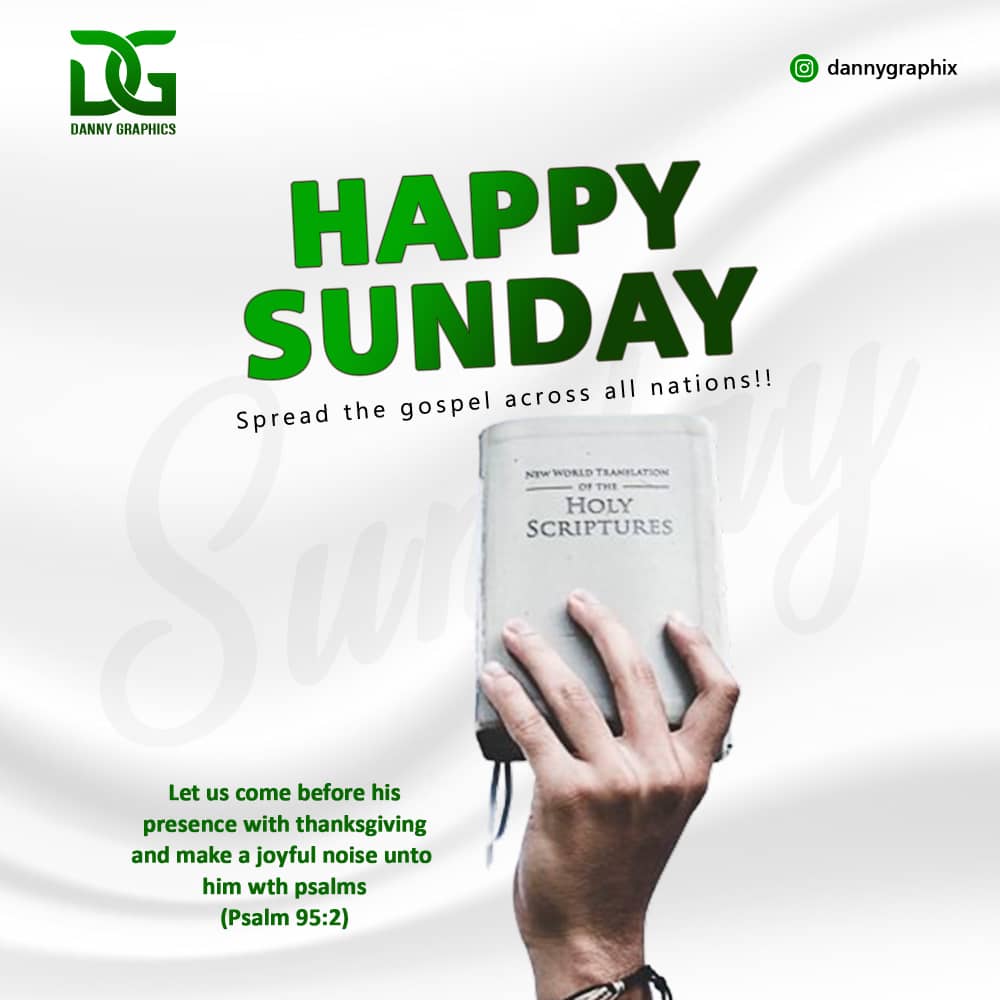 DG
DANNY GRAPHICS
dannygraphix
HAPPY
SUNDAY
Spread the gospel across all nations!!
Sunday
NEW WORLD TRANSLATION
OF THE
HOLY
SCRIPTURES
Let us come before his
presence with thanksgiving
and make a joyful noise unto
him wth psalms
(Psalm 95:2)